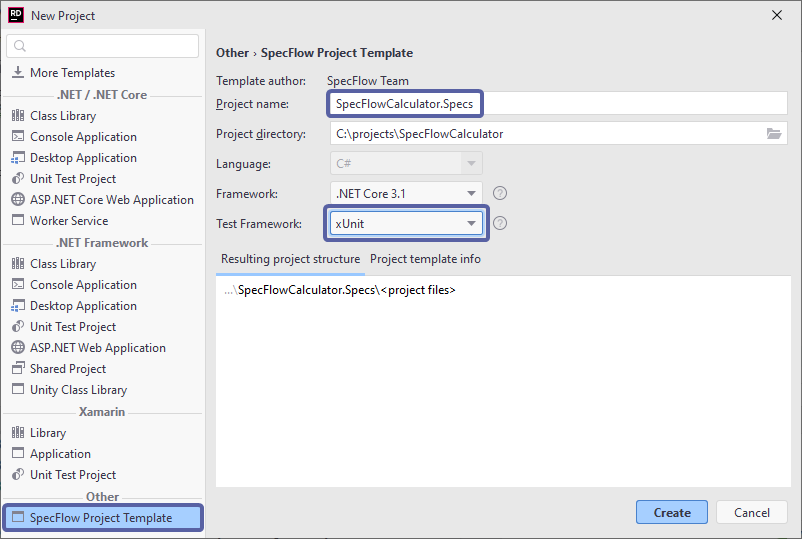 RD
New Project
More Templates
.NET / .NET Core
Class Library
Console Application
Desktop Application
Unit Test Project
ASP.NET Core Web Application
Worker Service
.NET Framework
Class Library
Console Application
Desktop Application
Unit Test Project
ASP.NET Web Application
Shared Project
Unity Class Library
Xamarin
Library
Application
Unit Test Project
Other
SpecFlow Project Template
Other › SpecFlow Project Template
Template author: SpecFlow Team
Project name: SpecFlowCalculator.Specs
Project directory: C:\projects\SpecFlowCalculator
Language: C#
Framework: .NET Core 3.1 ?
Test Framework: xUnit ?
Resulting project structure Project template info
...\SpecFlowCalculator.Specs\<project files>
Create Cancel